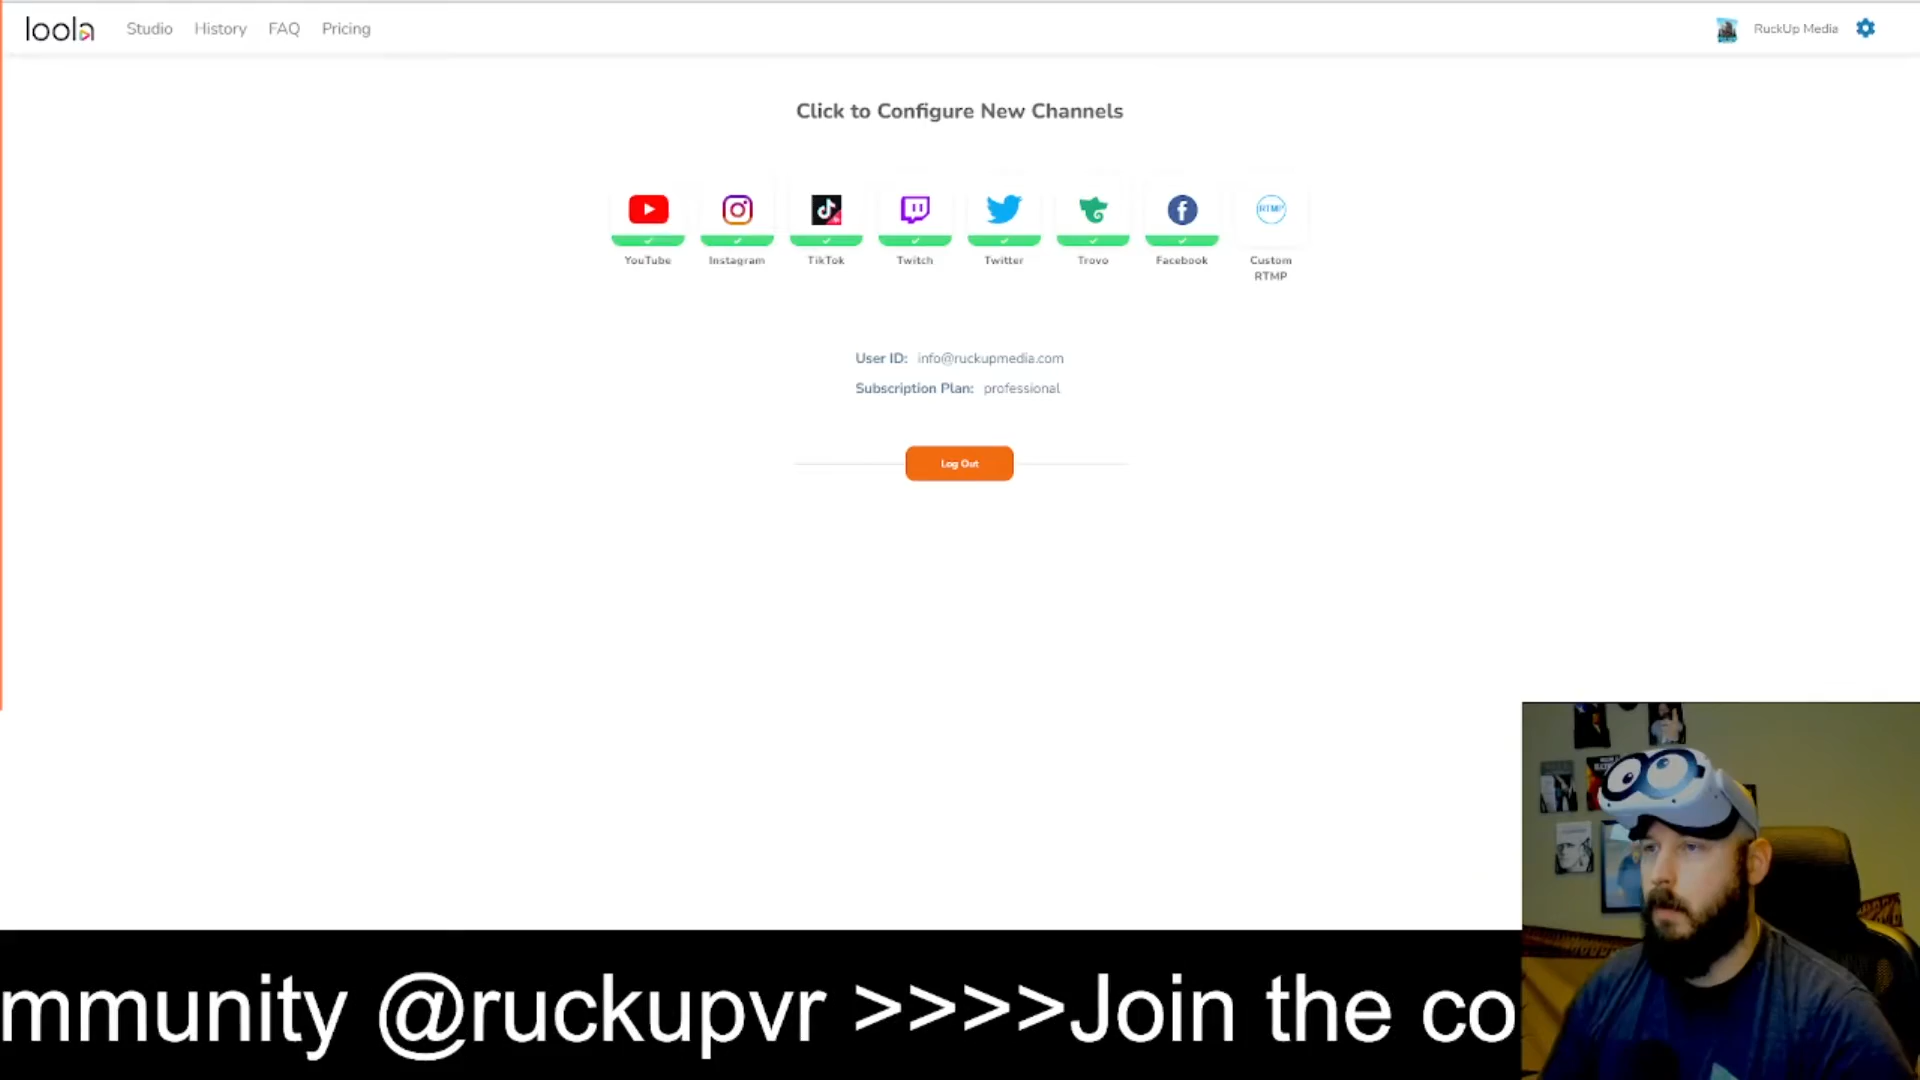 loola
Studio History FAQ Pricing
RuckUp Media
Click to Configure New Channels
RTMP
YouTube Instagram TikTok Twitch Twitter Trovo Facebook Custom RTMP
User ID: info@ruckupmedia.com
Subscription Plan: professional
Log Out
mmunity @ruckupvr >>>>Join the co